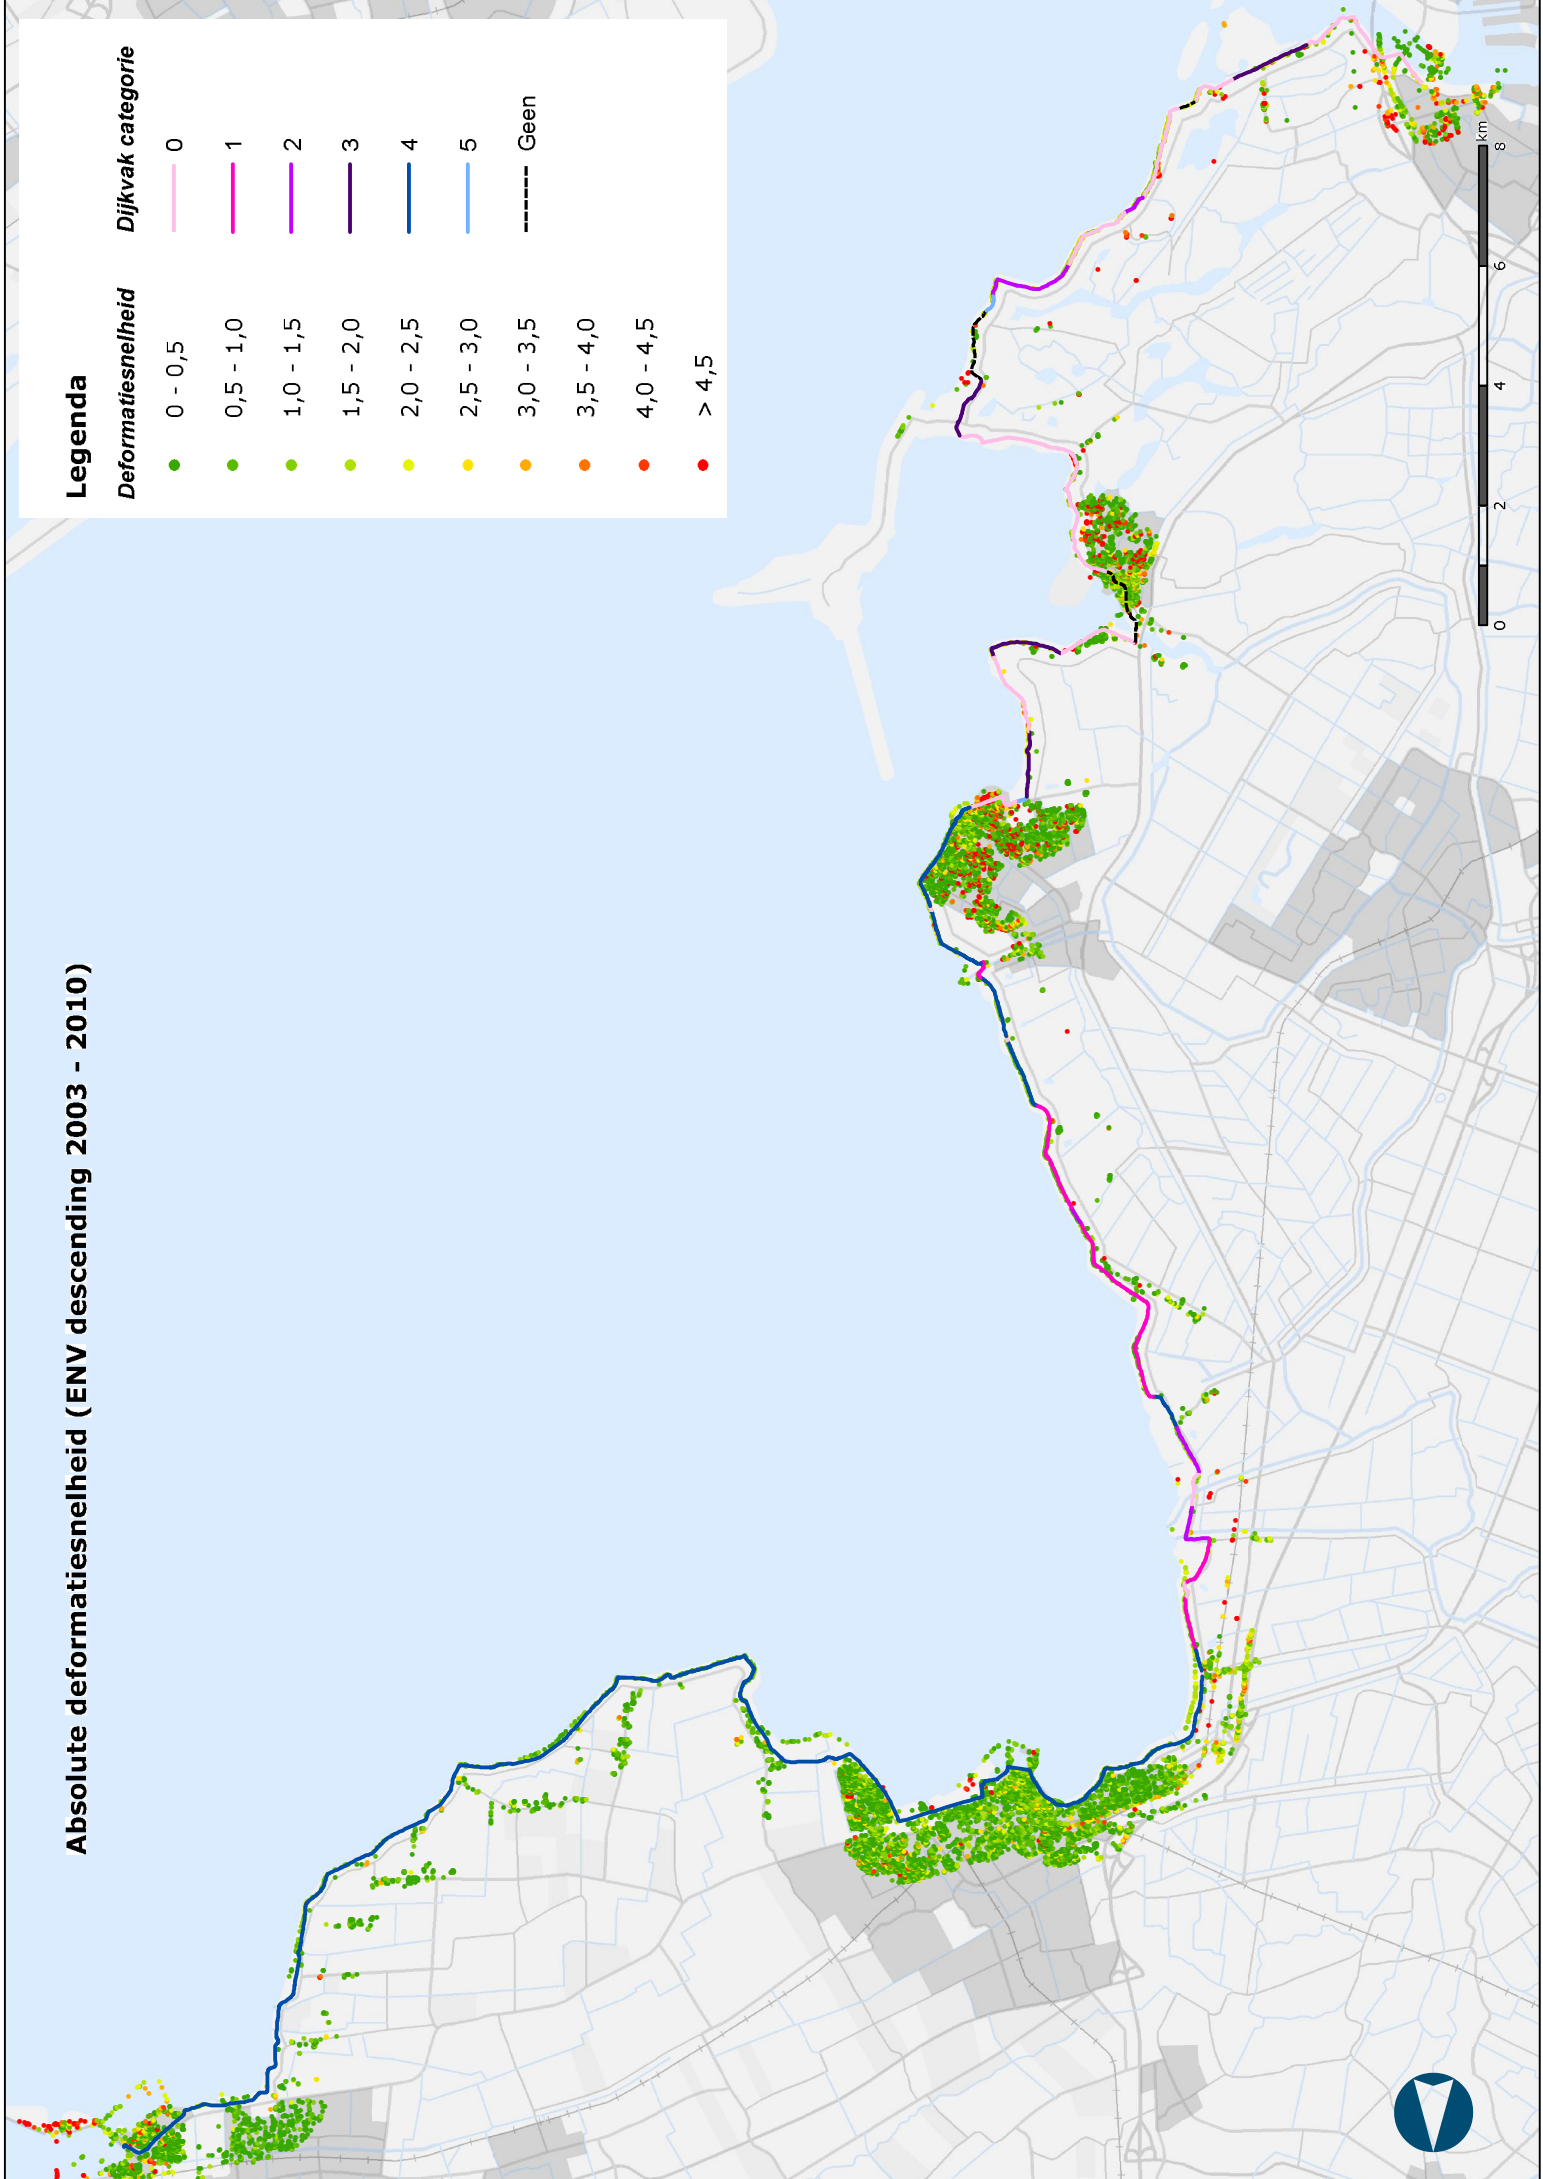 Absolute deformatiesnelheid (ENV descending 2003 - 2010)
Legenda
Deformatiesnelheid
0 - 0,5
0,5 - 1,0
1,0 - 1,5
1,5 - 2,0
2,0 - 2,5
2,5 - 3,0
3,0 - 3,5
3,5 - 4,0
4,0 - 4,5
> 4,5
Dijkvak categorie
0
1
2
3
4
5
Geen
km
0 2 4 6 8